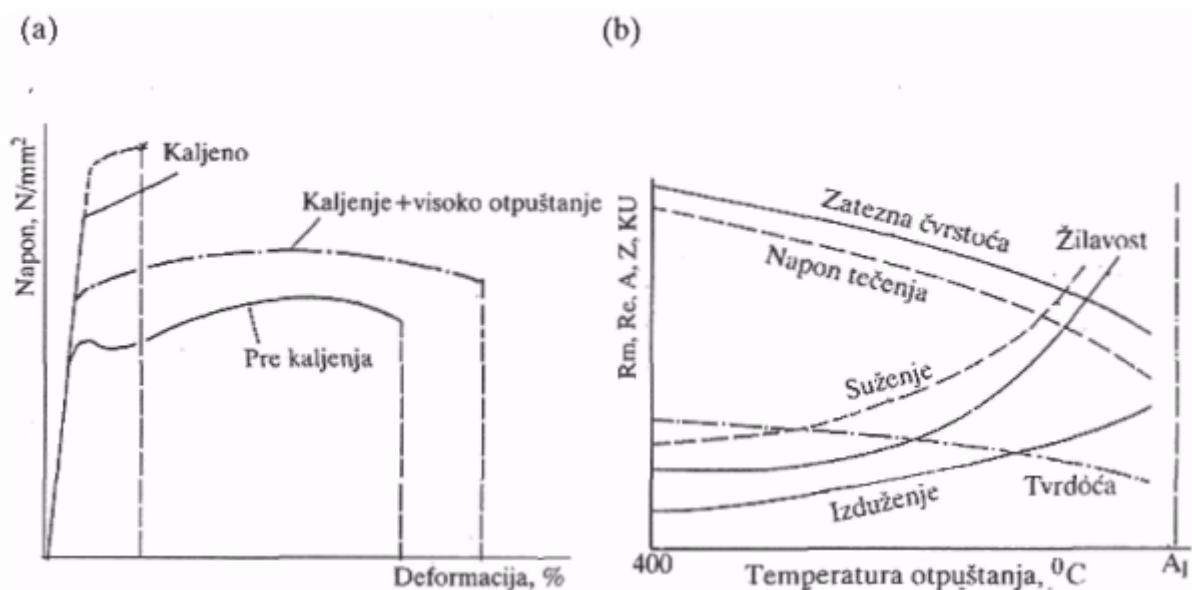 (a)
Napon, N/mm²
Kaljeno
Kaljenje+visoko otpuštanje
Pre kaljenja
Deformacija, %
(b)
Rm, Re, A, Z, KU
Zatezna čvrstoća
Napon tečenja
Žilavost
Suženje
Izduženje
Tvrdoća
400
Temperatura otpuštanja, ⁰C
A₁